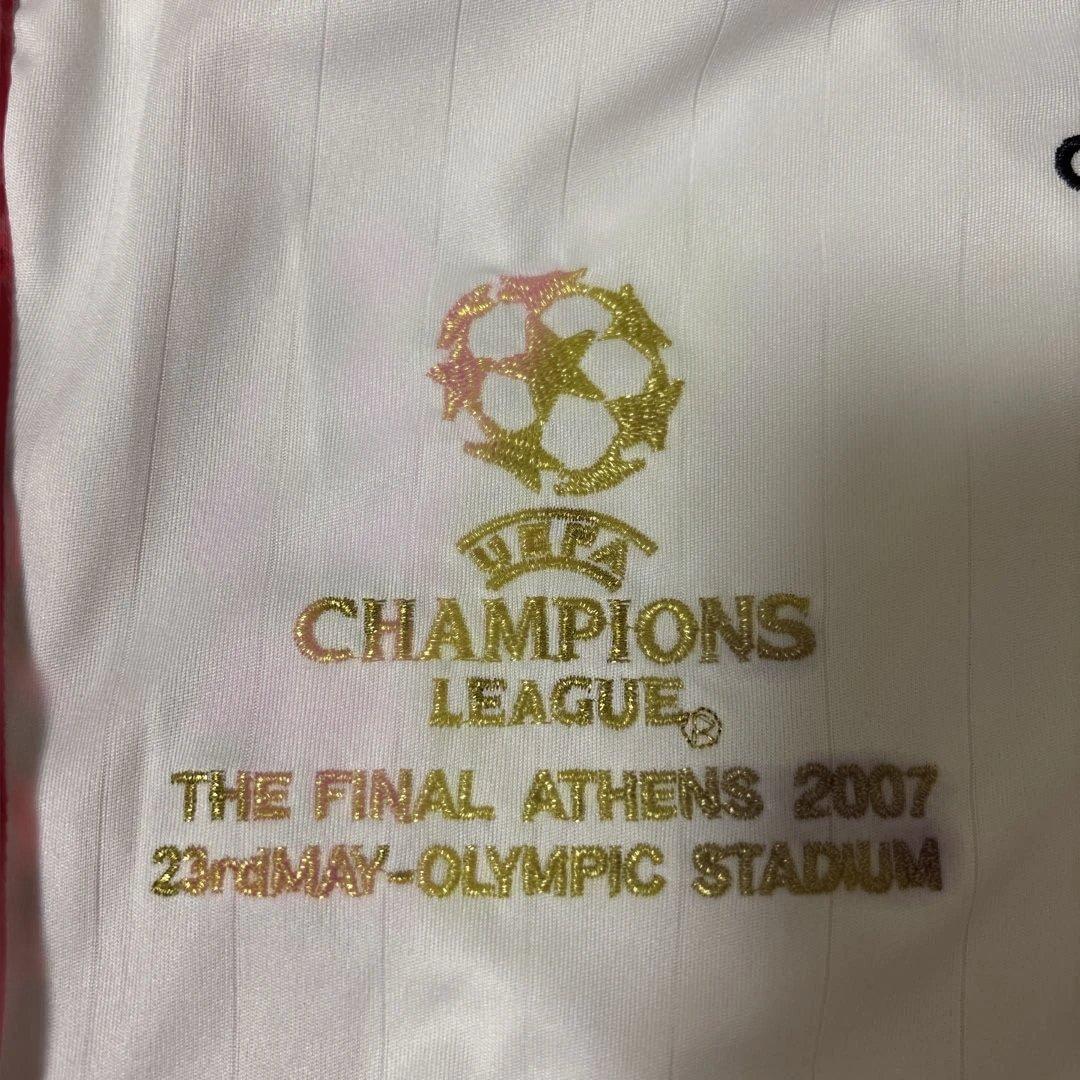 UEFA
CHAMPIONS
LEAGUE®
THE FINAL ATHENS 2007
23rdMAY-OLYMPIC STADIUM